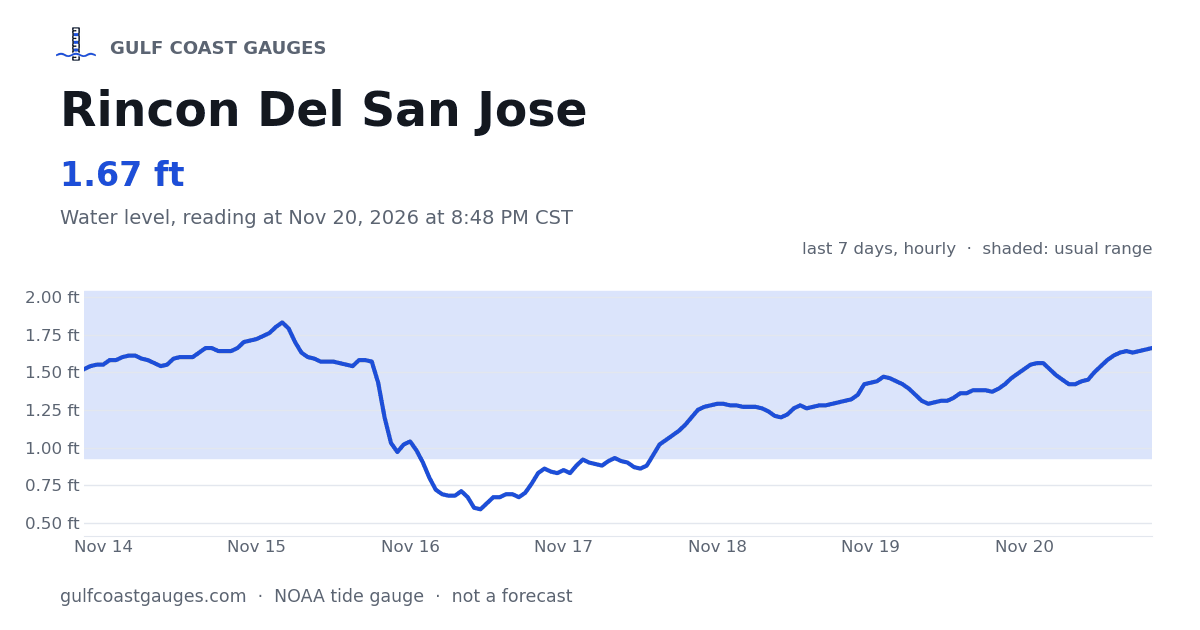 GULF COAST GAUGES
Rincon Del San Jose
1.67 ft
Water level, reading at Nov 20, 2026 at 8:48 PM CST
last 7 days, hourly · shaded: usual range
2.00 ft
1.75 ft
1.50 ft
1.25 ft
1.00 ft
0.75 ft
0.50 ft
Nov 14 Nov 15 Nov 16 Nov 17 Nov 18 Nov 19 Nov 20
gulfcoastgauges.com · NOAA tide gauge · not a forecast